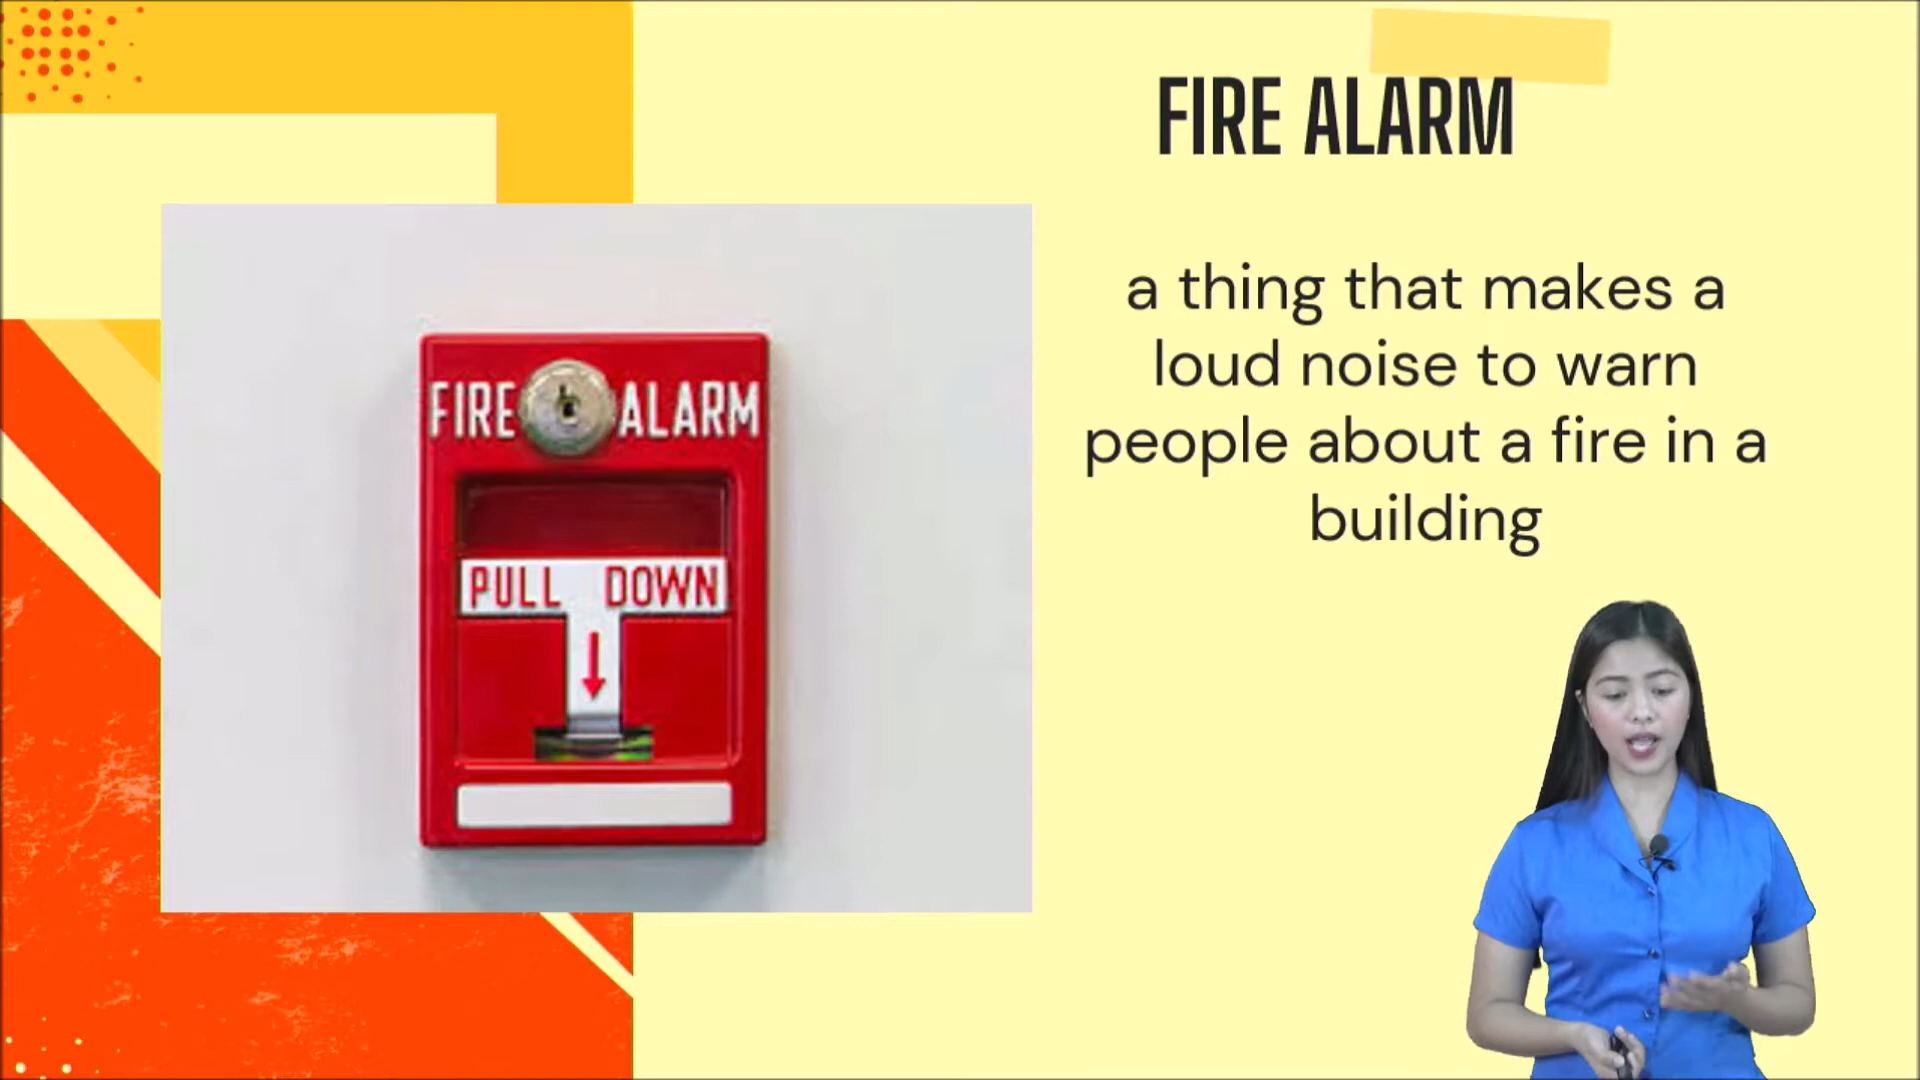 FIRE ALARM
a thing that makes a
loud noise to warn
people about a fire in a
building
FIRE ALARM
PULL DOWN